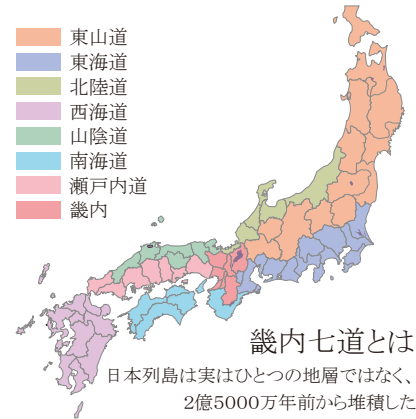 東山道
東海道
北陸道
西海道
山陰道
南海道
瀬戸内道
畿内
畿内七道とは
日本列島は実はひとつの地層ではなく、
2億5000万年前から堆積した